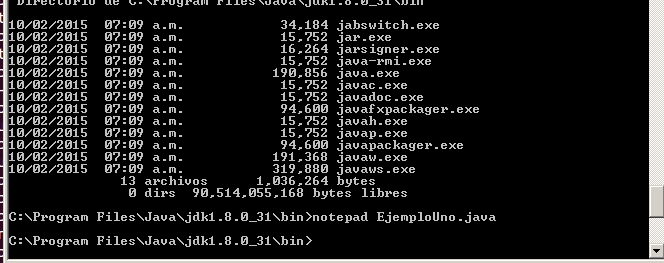 Directorio de C:\Program Files\Java\jdk1.8.0_31\bin
10/02/2015  07:09 a.m.            34,184 jabswitch.exe
10/02/2015  07:09 a.m.            15,752 jar.exe
10/02/2015  07:09 a.m.            16,264 jarsigner.exe
10/02/2015  07:09 a.m.            15,752 java-rmi.exe
10/02/2015  07:09 a.m.           190,856 java.exe
10/02/2015  07:09 a.m.            15,752 javac.exe
10/02/2015  07:09 a.m.            15,752 javadoc.exe
10/02/2015  07:09 a.m.            94,600 javafxpackager.exe
10/02/2015  07:09 a.m.            15,752 javah.exe
10/02/2015  07:09 a.m.            15,752 javap.exe
10/02/2015  07:09 a.m.            94,600 javapackager.exe
10/02/2015  07:09 a.m.           191,368 javaw.exe
10/02/2015  07:09 a.m.           319,880 javaws.exe
13 archivos      1,036,264 bytes
0 dirs  90,514,055,168 bytes libres
C:\Program Files\Java\jdk1.8.0_31\bin>notepad EjemploUno.java
C:\Program Files\Java\jdk1.8.0_31\bin>